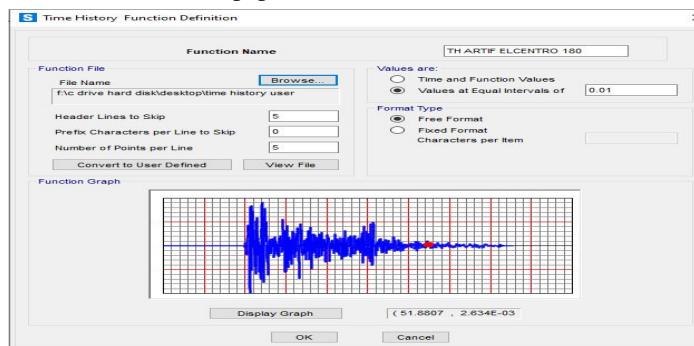 S Time History Function Definition
Function Name
TH ARTIF ELCENTRO 180
Function File
File Name
Browse...
f:\c drive hard disk\desktop\time history user
Header Lines to Skip
5
Prefix Characters per Line to Skip
0
Number of Points per Line
5
Convert to User Defined
View File
Values are:
Time and Function Values
Values at Equal Intervals of
0.01
Format Type
Free Format
Fixed Format
Characters per Item
Function Graph
Display Graph
(51.8807 , 2.634E-03
OK
Cancel